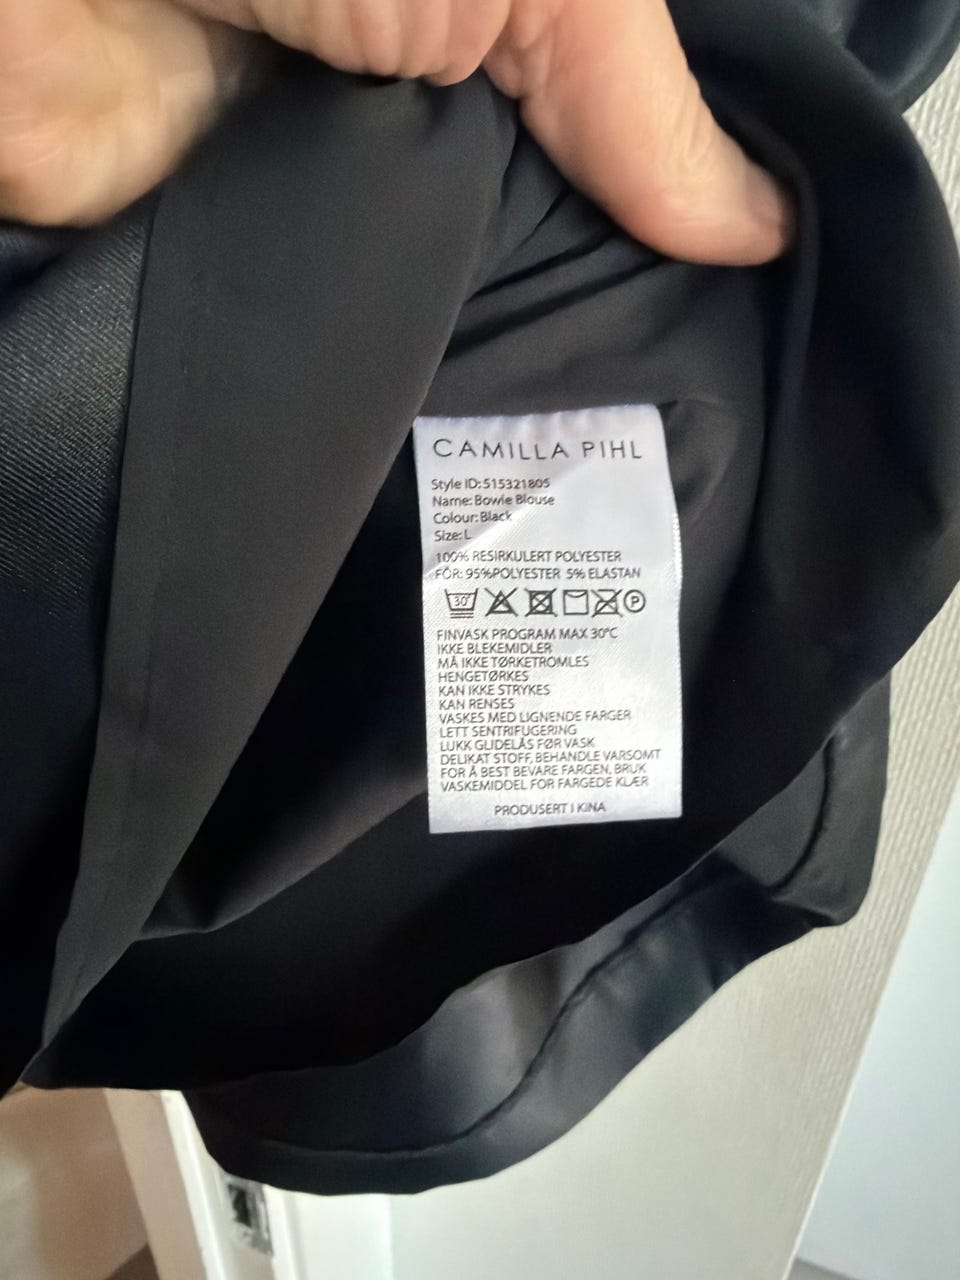 CAMILLA PIHL
Style ID: 515321805
Name: Bowie Blouse
Colour: Black
Size: L
100% RESIRKULERT POLYESTER
FÔR: 95%POLYESTER 5% ELASTAN
30° P
FINVASK PROGRAM MAX 30°C
IKKE BLEKEMIDLER
MÅ IKKE TØRKETROMLES
HENGETØRKES
KAN IKKE STRYKES
KAN RENSES
VASKES MED LIGNENDE FARGER
LETT SENTRIFUGERING
LUKK GLIDELÅS FØR VASK
DELIKAT STOFF, BEHANDLE VARSOMT
FOR Å BEST BEVARE FARGEN, BRUK
VASKEMIDDEL FOR FARGEDE KLÆR
PRODUSERT I KINA